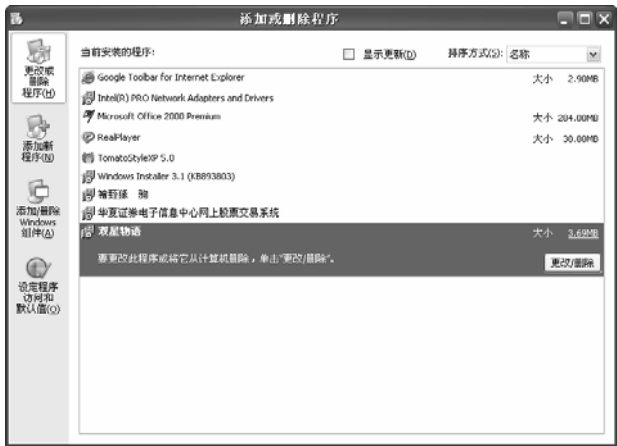 添加或删除程序
更改或
删除
程序(H)
添加新
程序(N)
添加/删除
Windows
组件(A)
设定程序
访问和
默认值(O)
当前安装的程序:
显示更新(D)
排序方式(S): 名称
Google Toolbar for Internet Explorer 大小 2.90MB
Intel(R) PRO Network Adapters and Drivers
Microsoft Office 2000 Premium 大小 204.00MB
RealPlayer 大小 30.00MB
TomatoStyleXP 5.0
Windows Installer 3.1 (KB893803)
华夏证券电子信息中心网上股票交易系统
双星物语 大小 3.69MB
要更改此程序或将它从计算机删除，单击“更改/删除”。
更改/删除